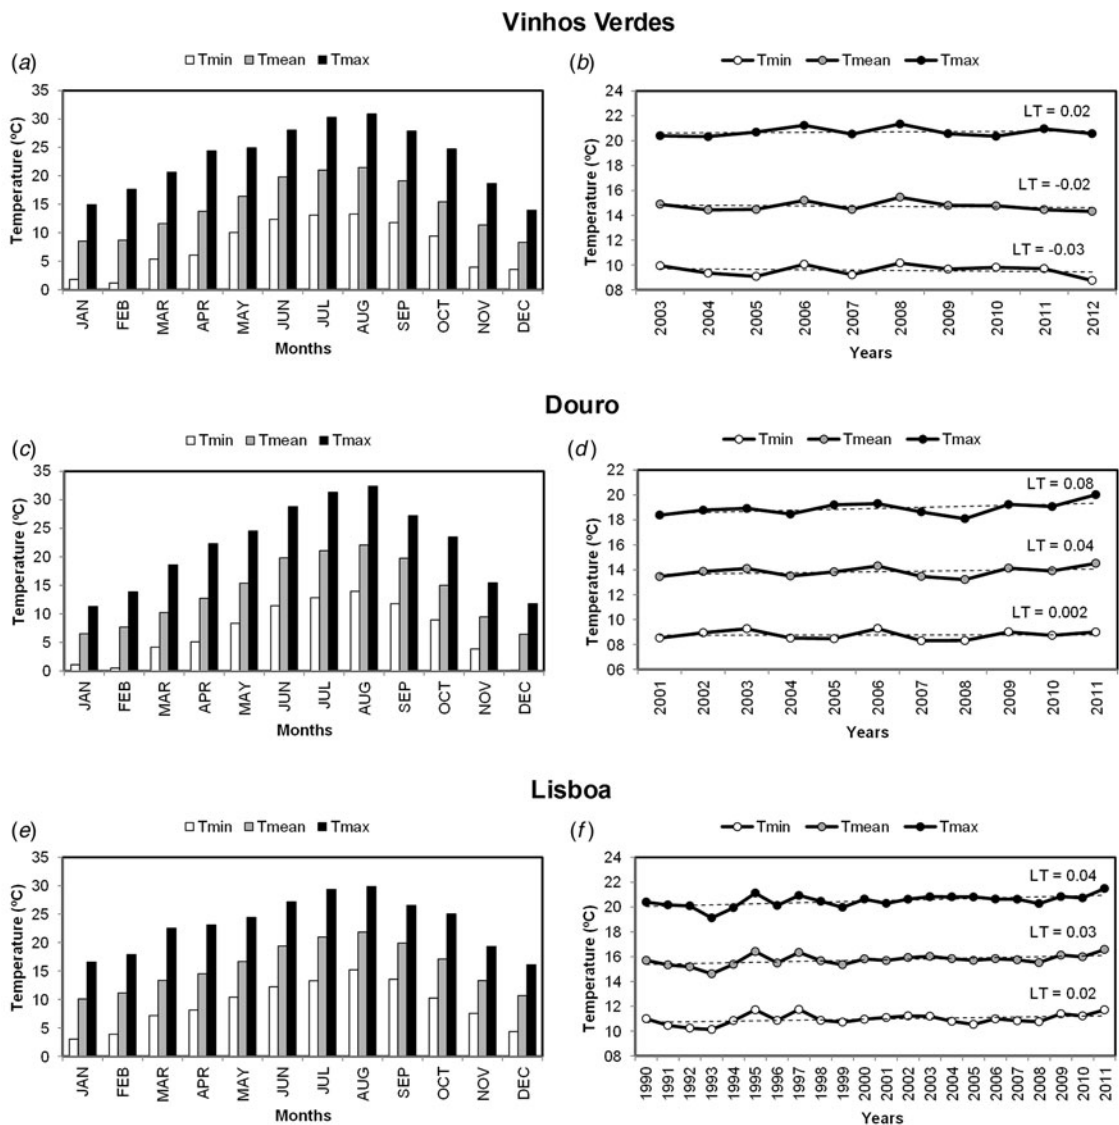 Vinhos Verdes
(a)
Tmin Tmean Tmax
Temperature (ºC)
35
30
25
20
15
10
5
0
JAN FEB MAR APR MAY JUN JUL AUG SEP OCT NOV DEC
Months
(b)
Tmin Tmean Tmax
Temperature (ºC)
24
22
20
18
16
14
12
10
08
LT = 0.02
LT = -0.02
LT = -0.03
2003 2004 2005 2006 2007 2008 2009 2010 2011 2012
Years
Douro
(c)
Tmin Tmean Tmax
Temperature (ºC)
35
30
25
20
15
10
5
0
JAN FEB MAR APR MAY JUN JUL AUG SEP OCT NOV DEC
Months
(d)
Tmin Tmean Tmax
Temperature (ºC)
22
20
18
16
14
12
10
08
06
LT = 0.08
LT = 0.04
LT = 0.002
2001 2002 2003 2004 2005 2006 2007 2008 2009 2010 2011
Years
Lisboa
(e)
Tmin Tmean Tmax
Temperature (ºC)
35
30
25
20
15
10
5
0
JAN FEB MAR APR MAY JUN JUL AUG SEP OCT NOV DEC
Months
(f)
Tmin Tmean Tmax
Temperature (ºC)
24
22
20
18
16
14
12
10
08
LT = 0.04
LT = 0.03
LT = 0.02
1990 1991 1992 1993 1994 1995 1996 1997 1998 1999 2000 2001 2002 2003 2004 2005 2006 2007 2008 2009 2010 2011
Years